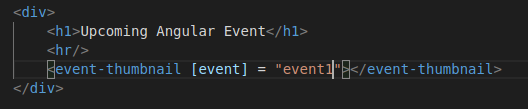 <div>
<h1>Upcoming Angular Event</h1>
<hr/>
<event-thumbnail [event] = "event1"></event-thumbnail>
</div>